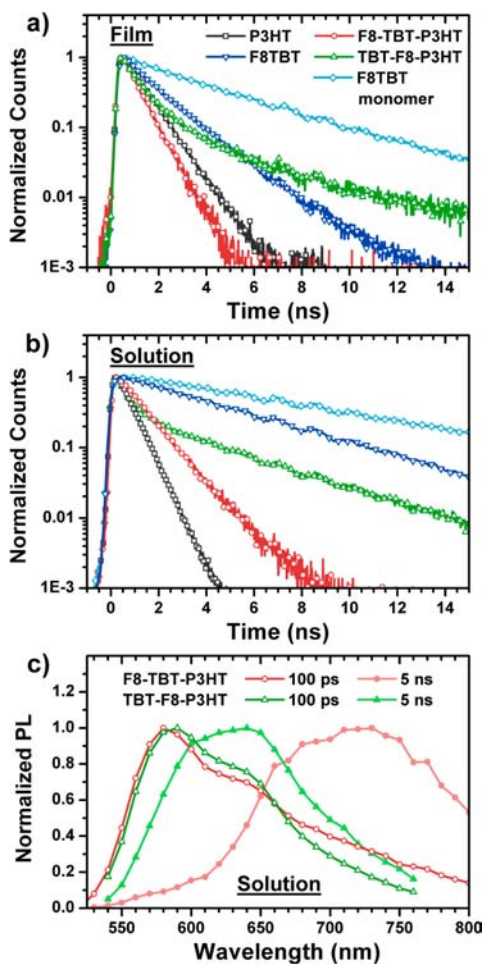 a)
Film
P3HT
F8-TBT-P3HT
F8TBT
TBT-F8-P3HT
F8TBT
monomer
Normalized Counts
1
0.1
0.01
1E-3
0 2 4 6 8 10 12 14
Time (ns)
b)
Solution
Normalized Counts
1
0.1
0.01
1E-3
0 2 4 6 8 10 12 14
Time (ns)
c)
F8-TBT-P3HT 100 ps 5 ns
TBT-F8-P3HT 100 ps 5 ns
Normalized PL
1.0
0.8
0.6
0.4
0.2
0.0
Solution
550 600 650 700 750 800
Wavelength (nm)